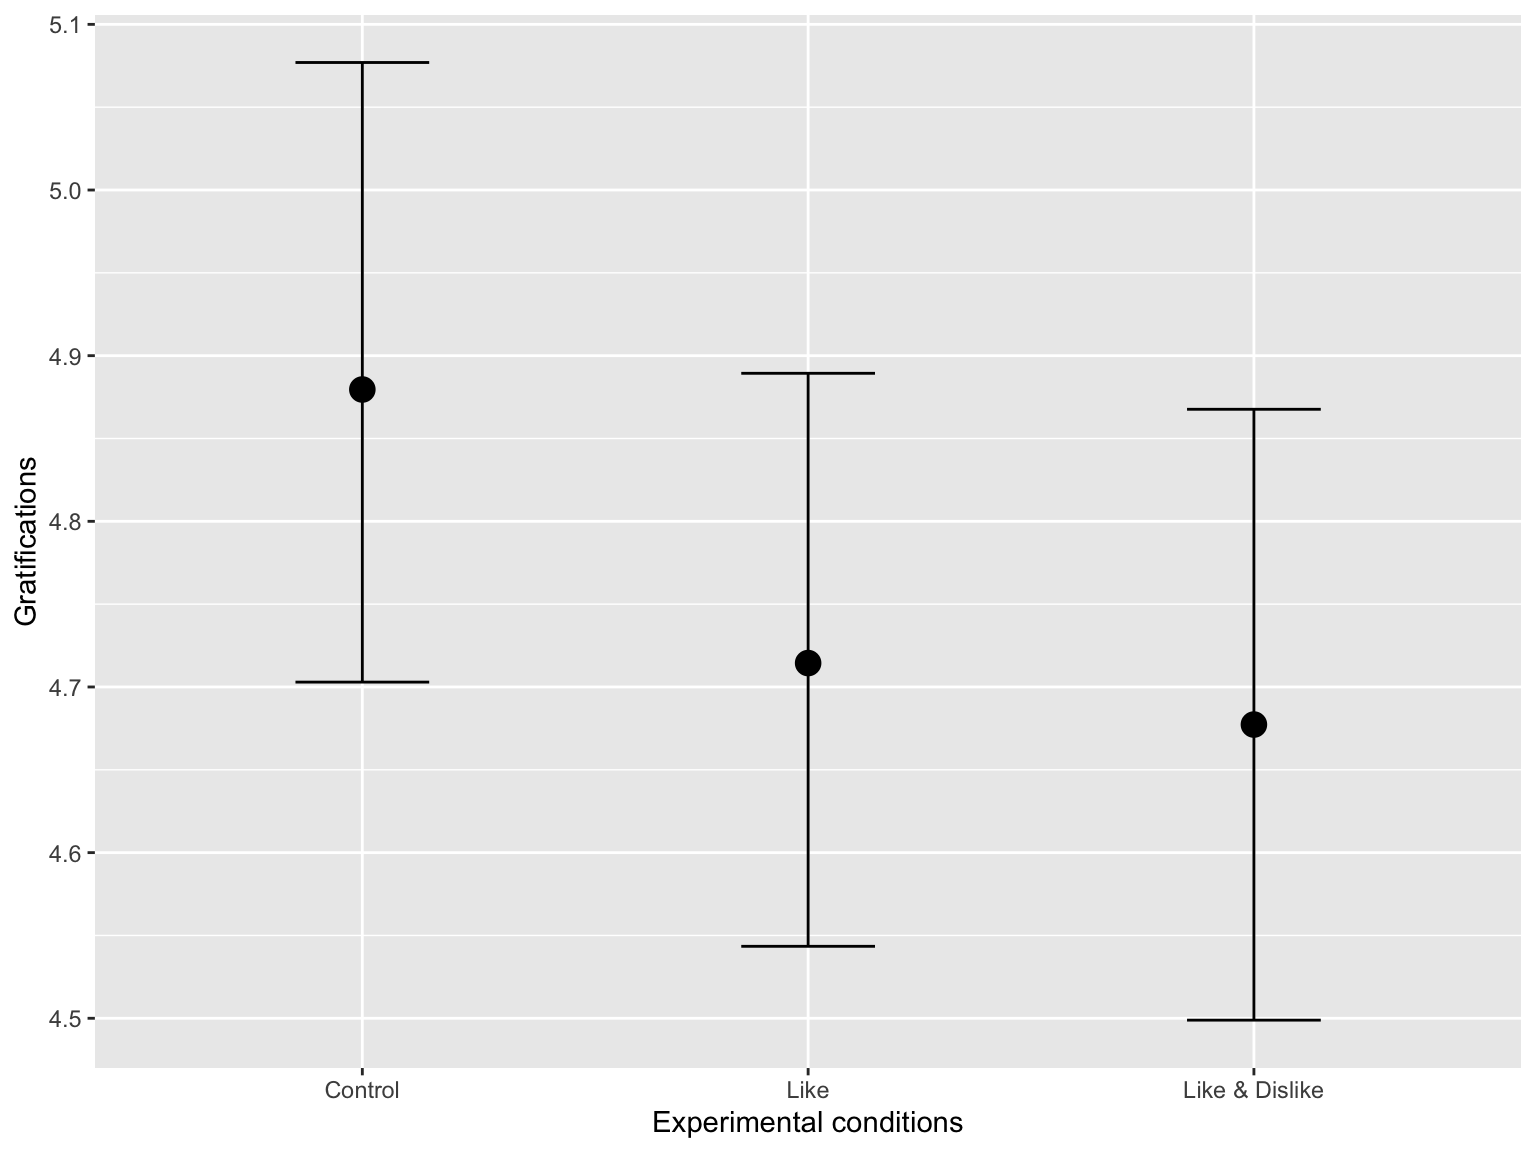 5.1
5.0
4.9
4.8
4.7
4.6
4.5
Gratifications
Control
Like
Like & Dislike
Experimental conditions